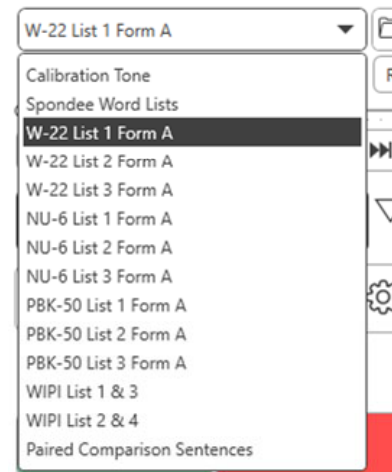 W-22 List 1 Form A
Calibration Tone
Spondee Word Lists
W-22 List 1 Form A
W-22 List 2 Form A
W-22 List 3 Form A
NU-6 List 1 Form A
NU-6 List 2 Form A
NU-6 List 3 Form A
PBK-50 List 1 Form A
PBK-50 List 2 Form A
PBK-50 List 3 Form A
WIPI List 1 & 3
WIPI List 2 & 4
Paired Comparison Sentences